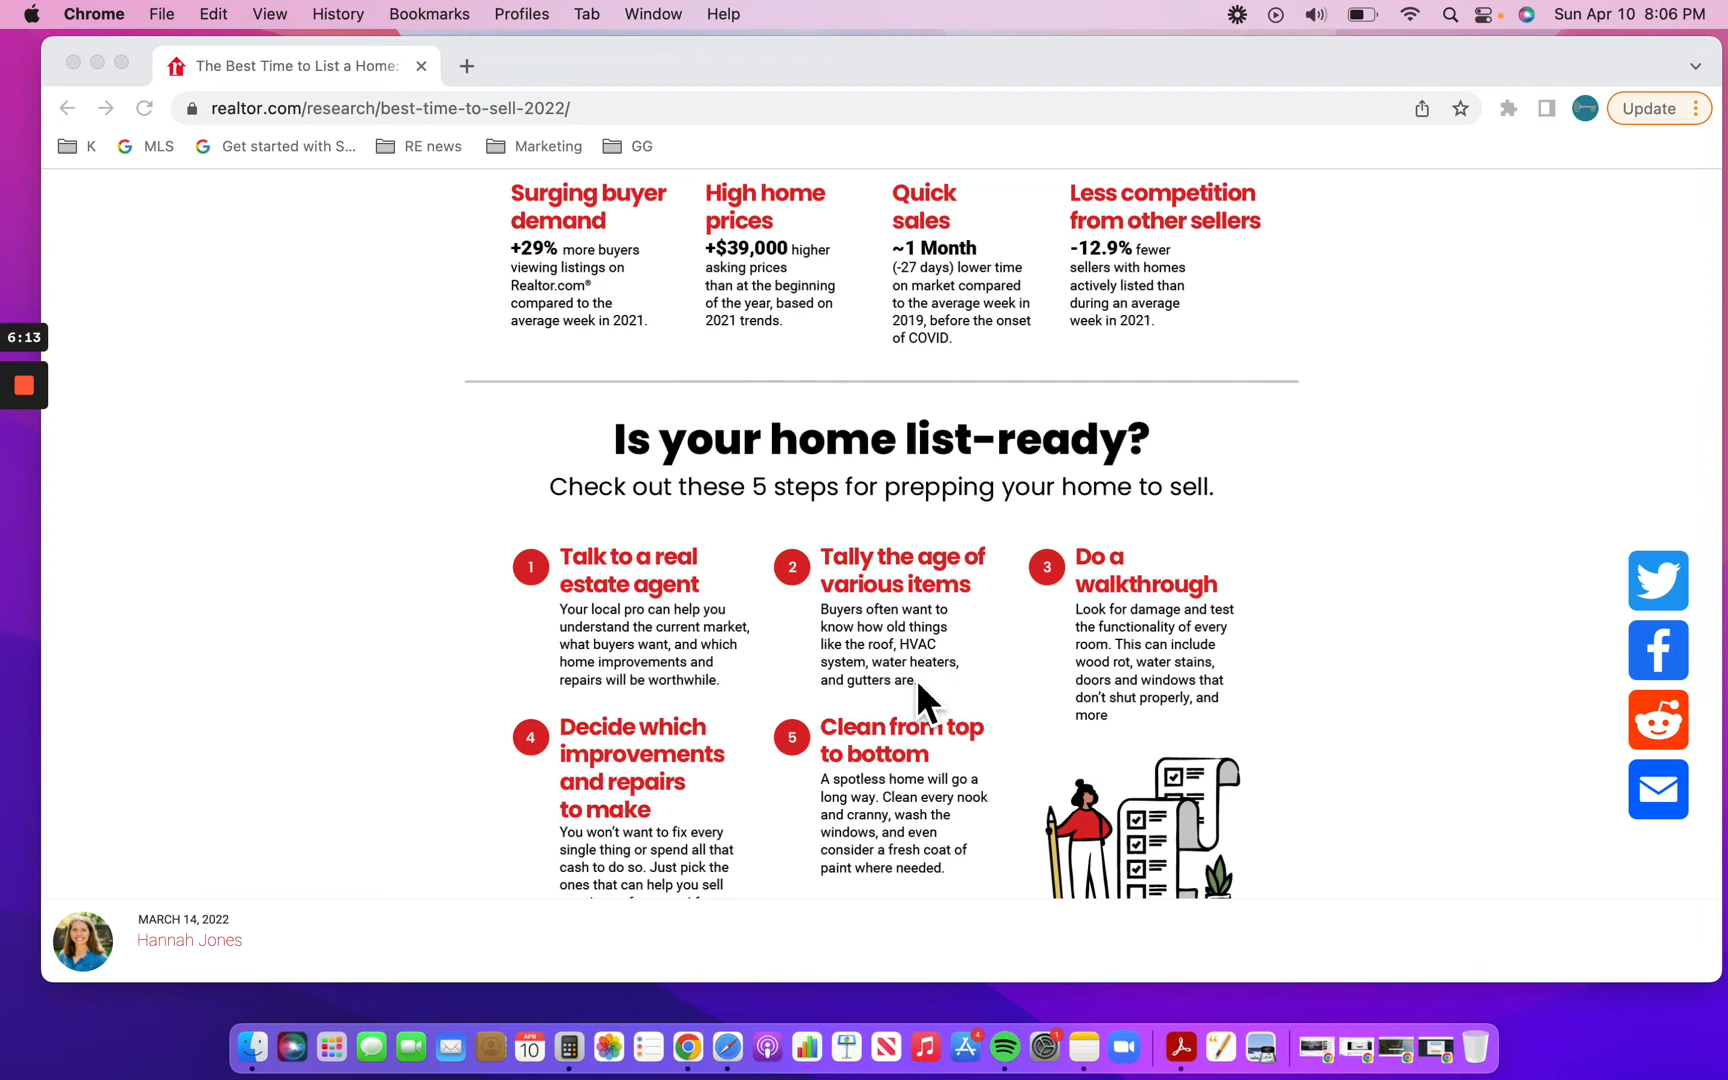 Chrome File Edit View History Bookmarks Profiles Tab Window Help Sun Apr 10 8:06 PM
The Best Time to List a Home:
realtor.com/research/best-time-to-sell-2022/ Update
K MLS Get started with S... RE news Marketing GG
Surging buyer
demand
+29% more buyers
viewing listings on
Realtor.com®
compared to the
average week in 2021.
High home
prices
+$39,000 higher
asking prices
than at the beginning
of the year, based on
2021 trends.
Quick
sales
~1 Month
(-27 days) lower time
on market compared
to the average week in
2019, before the onset
of COVID.
Less competition
from other sellers
-12.9% fewer
sellers with homes
actively listed than
during an average
week in 2021.
6:13
Is your home list-ready?
Check out these 5 steps for prepping your home to sell.
1
Talk to a real
estate agent
Your local pro can help you
understand the current market,
what buyers want, and which
home improvements and
repairs will be worthwhile.
2
Tally the age of
various items
Buyers often want to
know how old things
like the roof, HVAC
system, water heaters,
and gutters are.
3
Do a
walkthrough
Look for damage and test
the functionality of every
room. This can include
wood rot, water stains,
doors and windows that
don't shut properly, and
more
4
Decide which
improvements
and repairs
to make
You won't want to fix every
single thing or spend all that
cash to do so. Just pick the
ones that can help you sell
5
Clean from top
to bottom
A spotless home will go a
long way. Clean every nook
and cranny, wash the
windows, and even
consider a fresh coat of
paint where needed.
MARCH 14, 2022
Hannah Jones
APR
10
4
1